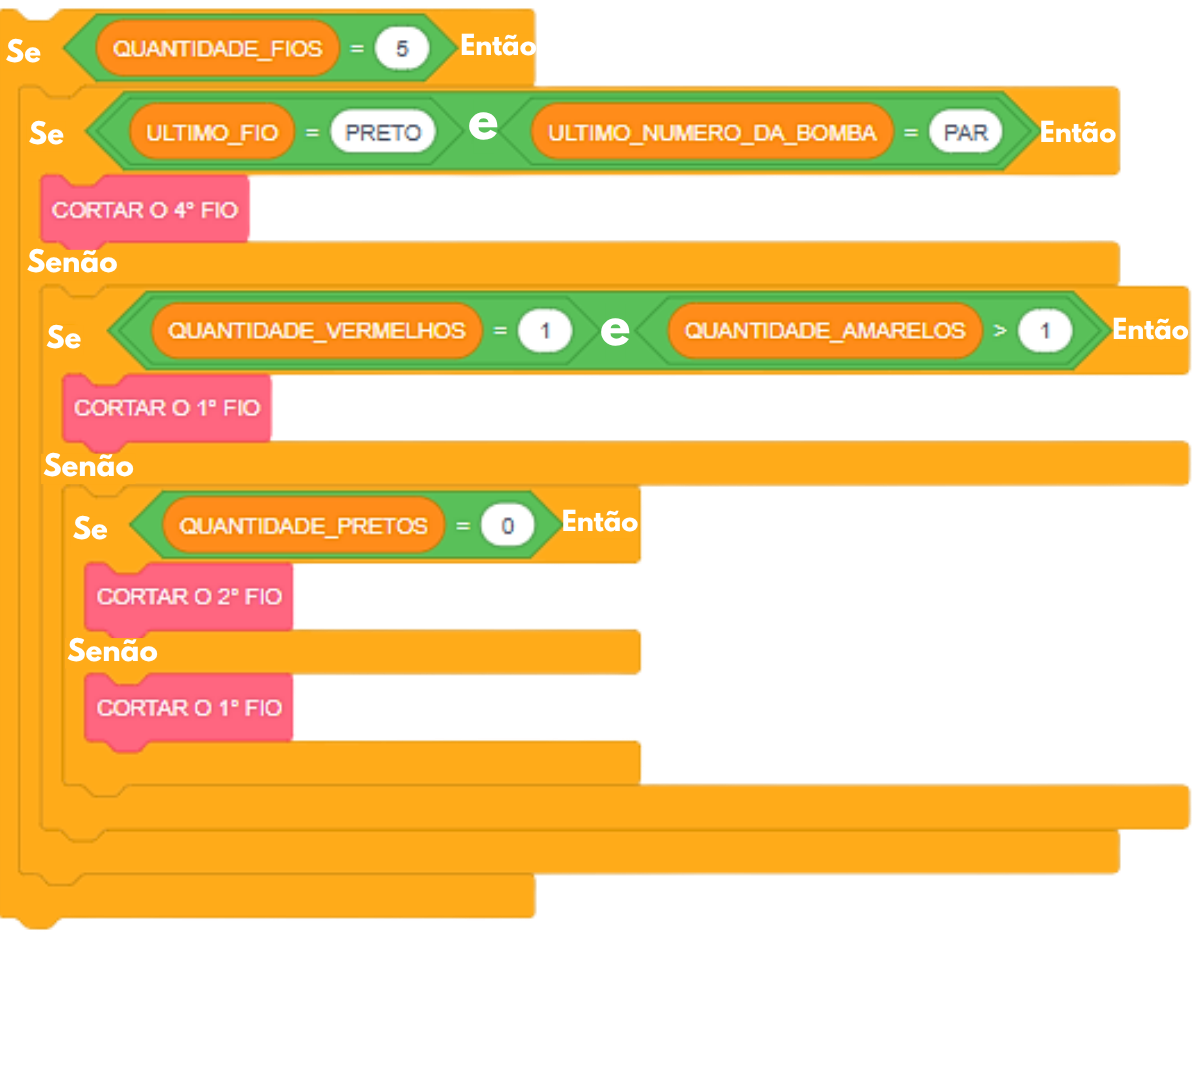 Se QUANTIDADE_FIOS = 5 Então
Se ULTIMO_FIO = PRETO e ULTIMO_NUMERO_DA_BOMBA = PAR Então
CORTAR O 4° FIO
Senão
Se QUANTIDADE_VERMELHOS = 1 e QUANTIDADE_AMARELOS > 1 Então
CORTAR O 1° FIO
Senão
Se QUANTIDADE_PRETOS = 0 Então
CORTAR O 2° FIO
Senão
CORTAR O 1° FIO